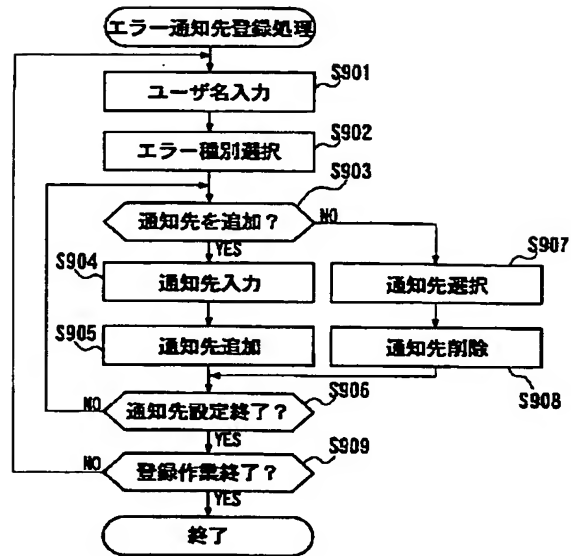 エラー通知先登録処理
S901
ユーザ名入力
S902
エラー種別選択
S903
通知先を追加？
NO
YES
S904
通知先入力
S907
通知先選択
S905
通知先追加
通知先削除
S908
S906
通知先設定終了？
NO
YES
S909
登録作業終了？
NO
YES
終了